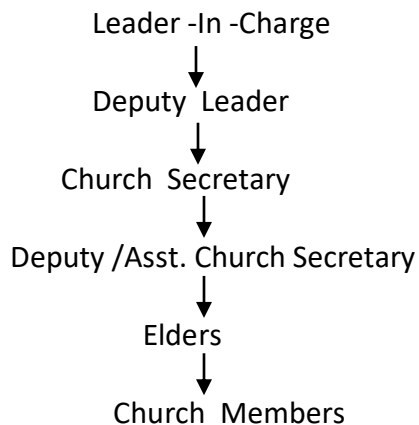 Leader -In -Charge
Deputy Leader
Church Secretary
Deputy /Asst. Church Secretary
Elders
Church Members